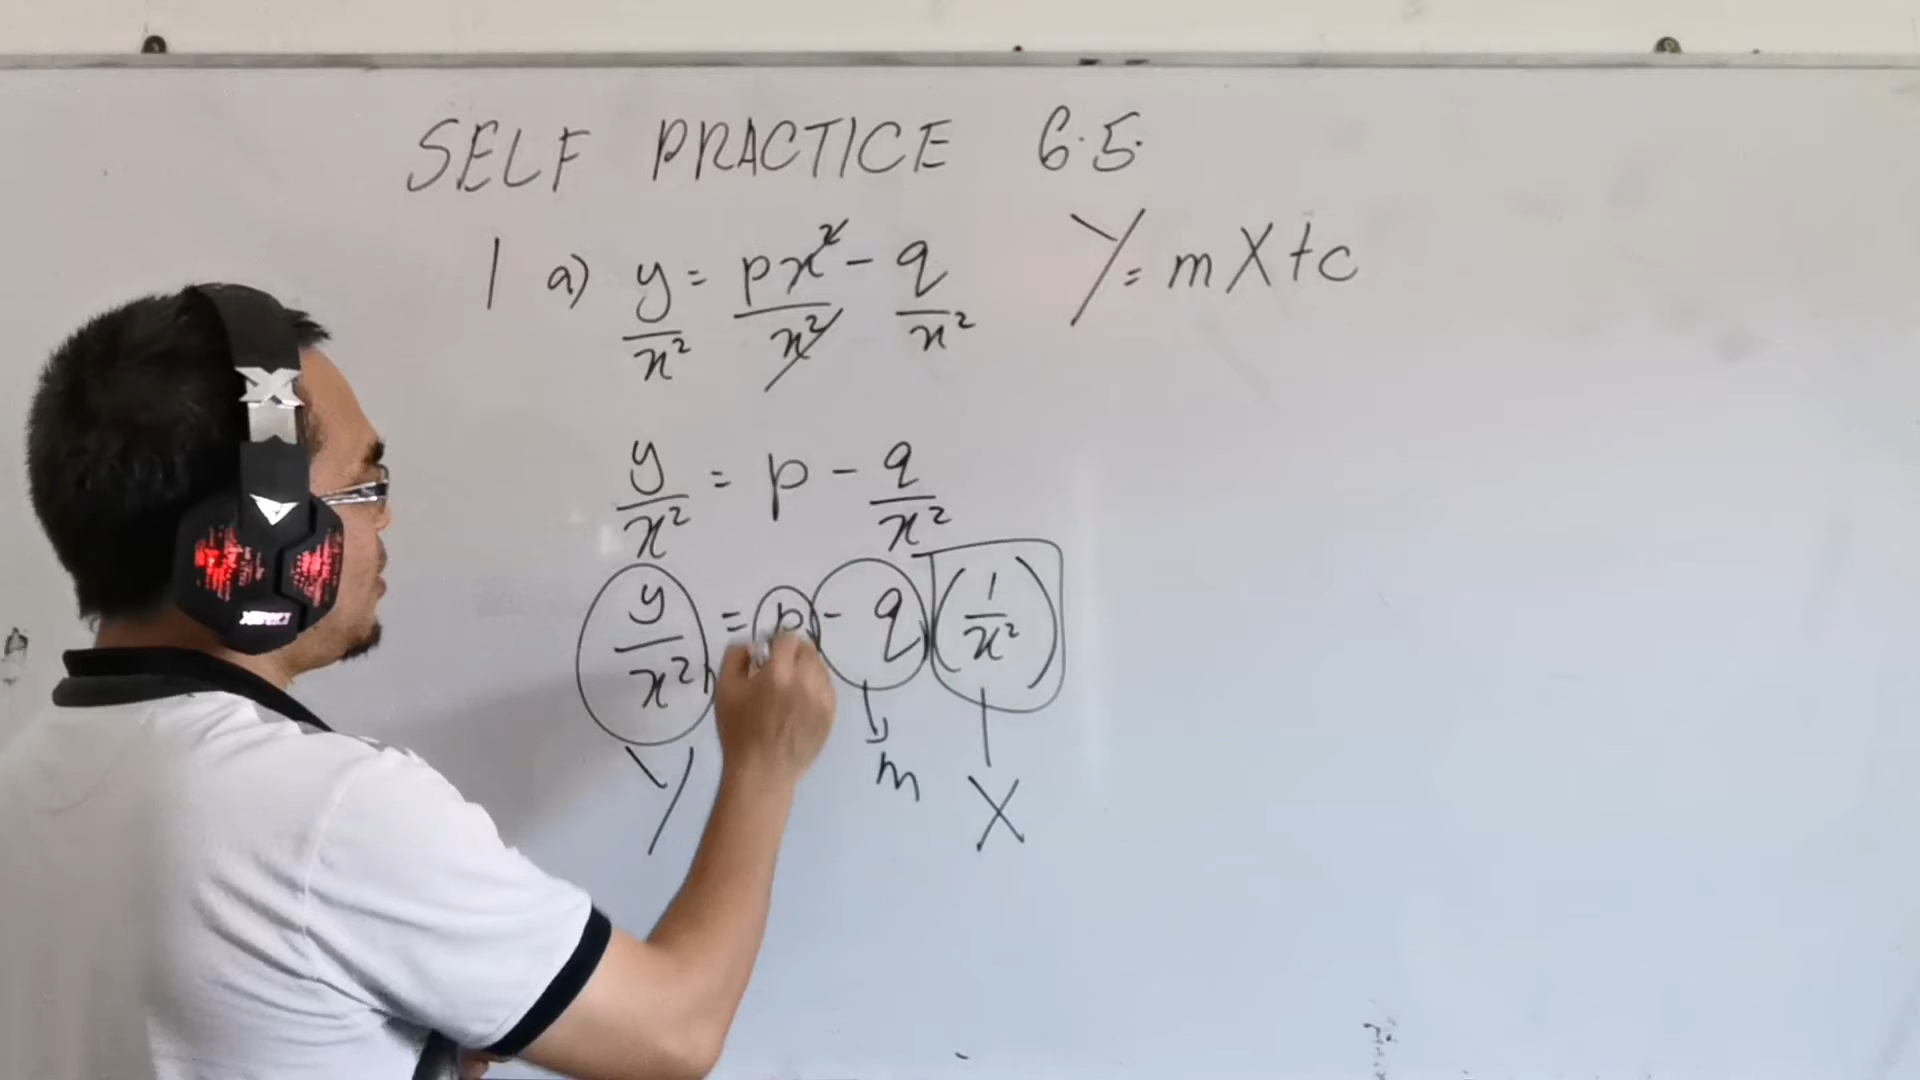 SELF PRACTICE 6.5.
1 a) y/x² = px²/x² - q/x² Y = mX + c
y/x² = p - q/x²
y/x² = p - q (1/x²)
Y m X